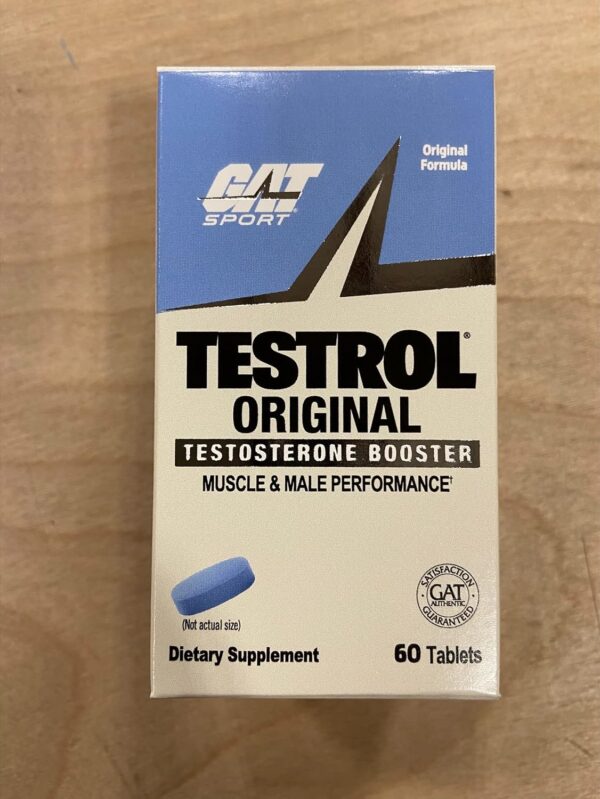 Original
Formula
GAT
SPORT®
TESTROL®
ORIGINAL
TESTOSTERONE BOOSTER
MUSCLE & MALE PERFORMANCE†
(Not actual size)
SATISFACTION
GAT
AUTHENTIC
GUARANTEED
Dietary Supplement
60 Tablets